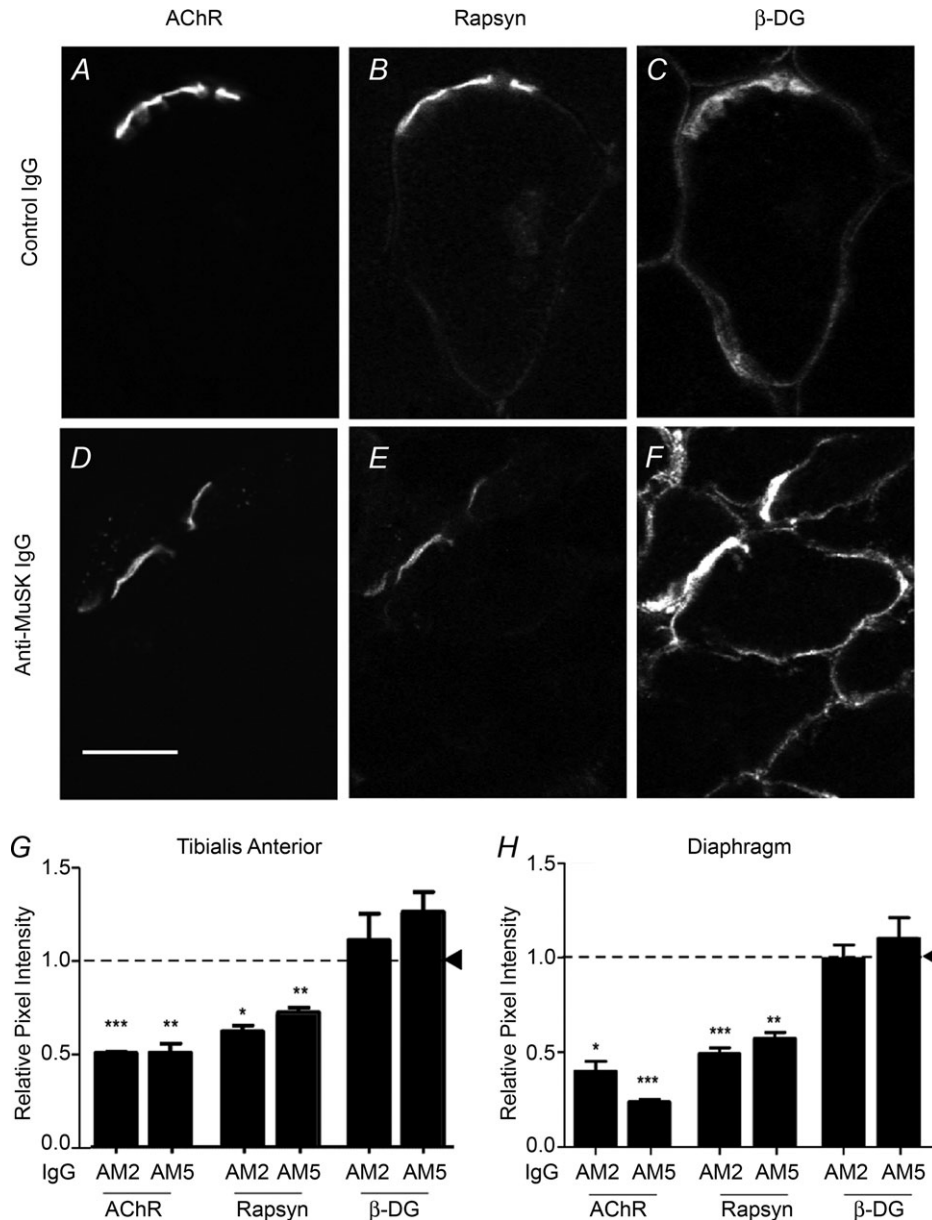 AChR Rapsyn β-DG
Control IgG
A B C
Anti-MuSK IgG
D E F
G Tibialis Anterior
Relative Pixel Intensity
1.5
1.0
0.5
0.0
*** ** * **
IgG AM2 AM5 AM2 AM5 AM2 AM5
AChR Rapsyn β-DG
H Diaphragm
Relative Pixel Intensity
1.5
1.0
0.5
0.0
* *** *** **
IgG AM2 AM5 AM2 AM5 AM2 AM5
AChR Rapsyn β-DG